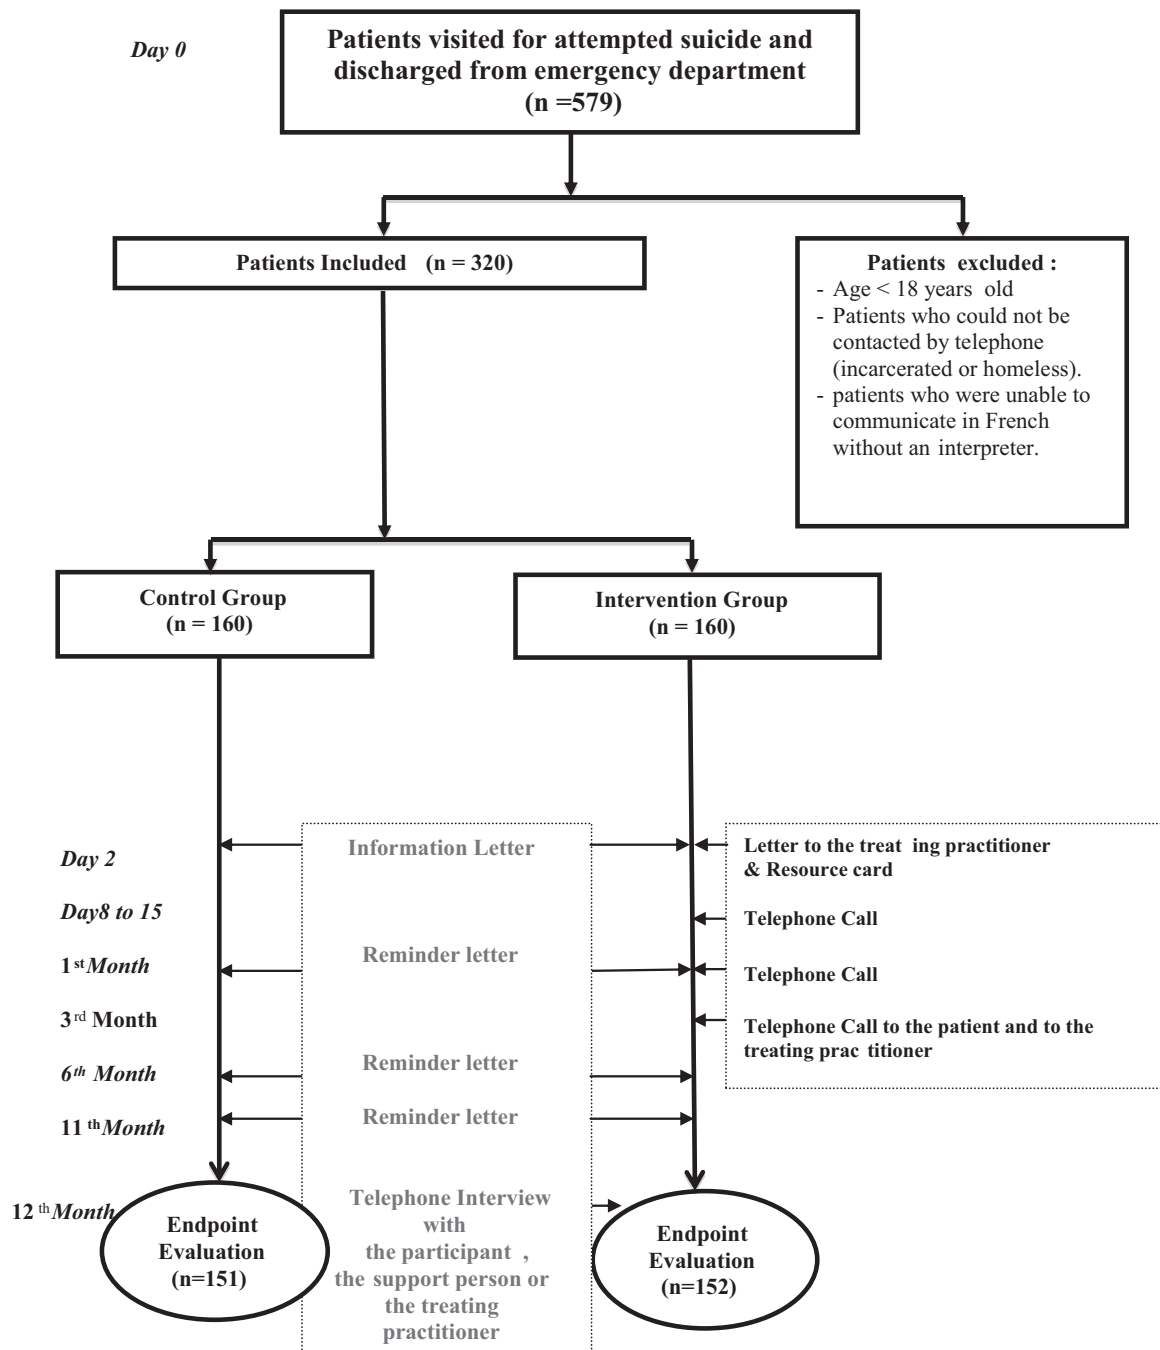 Day 0
Patients visited for attempted suicide and
discharged from emergency department
(n =579)
Patients Included (n = 320)
Patients excluded :
- Age < 18 years old
- Patients who could not be
contacted by telephone
(incarcerated or homeless).
- patients who were unable to
communicate in French
without an interpreter.
Control Group
(n = 160)
Intervention Group
(n = 160)
Day 2
Information Letter
Letter to the treat ing practitioner
& Resource card
Day8 to 15
Telephone Call
1st Month
Reminder letter
Telephone Call
3rd Month
Telephone Call to the patient and to the
treating prac titioner
6th Month
Reminder letter
11 th Month
Reminder letter
12 th Month
Endpoint
Evaluation
(n=151)
Telephone Interview
with
the participant ,
the support person or
the treating
practitioner
Endpoint
Evaluation
(n=152)